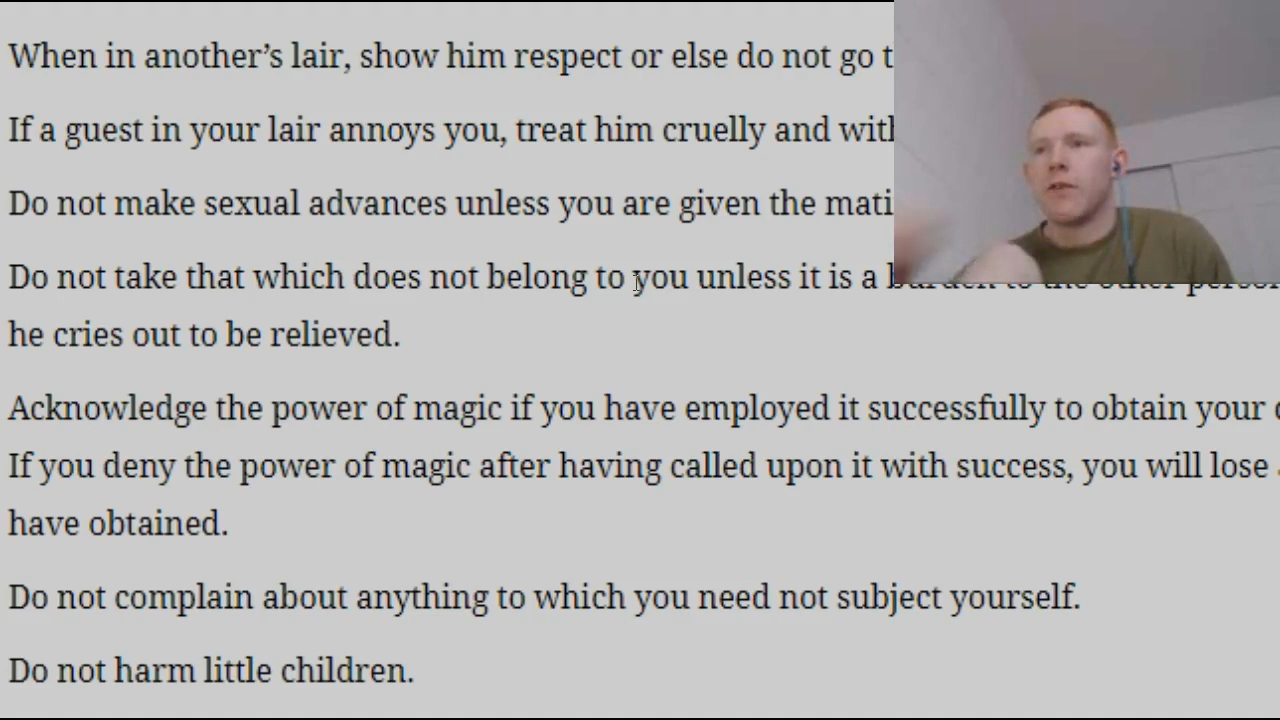 When in another’s lair, show him respect or else do not go
If a guest in your lair annoys you, treat him cruelly and
Do not make sexual advances unless you are given the
Do not take that which does not belong to you unless it is a burden to the other
he cries out to be relieved.
Acknowledge the power of magic if you have employed it successfully to obtain your
If you deny the power of magic after having called upon it with success, you will lose
have obtained.
Do not complain about anything to which you need not subject yourself.
Do not harm little children.